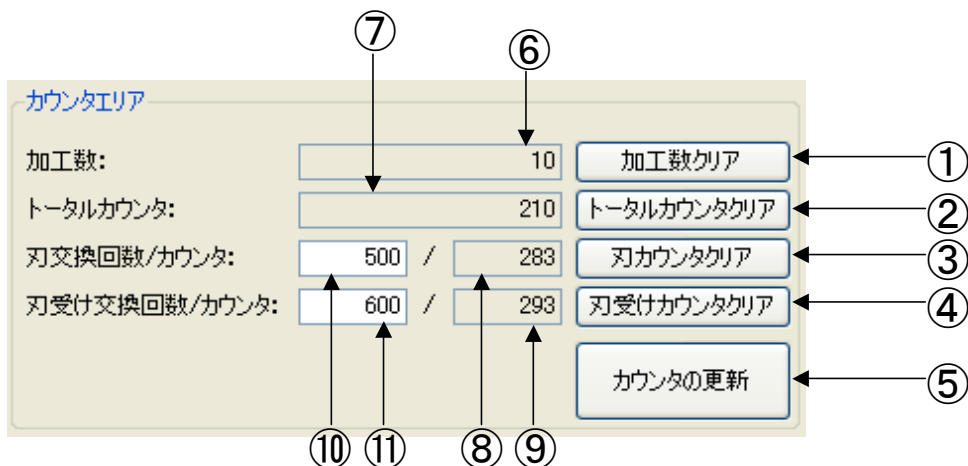 ⑦ ⑥
カウンタエリア
加工数: 10 加工数クリア ①
トータルカウンタ: 210 トータルカウンタクリア ②
刃交換回数/カウンタ: 500 / 283 刃カウンタクリア ③
刃受け交換回数/カウンタ: 600 / 293 刃受けカウンタクリア ④
カウンタの更新 ⑤
⑩ ⑪ ⑧ ⑨